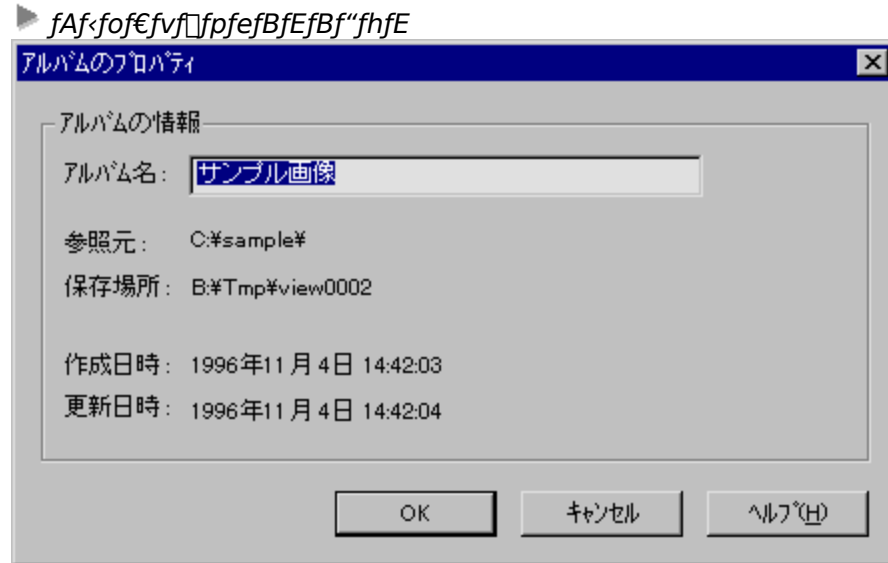 fAf‹fof€fvf□fpfefBfEfBf“fhfE
ｱﾙﾊﾞﾑのﾌﾟﾛﾊﾟﾃｨ
ｱﾙﾊﾞﾑの情報
ｱﾙﾊﾞﾑ名：
サンプル画像
参照元： C:¥sample¥
保存場所： B:¥Tmp¥view0002
作成日時： 1996年11月 4日 14:42:03
更新日時： 1996年11月 4日 14:42:04
OK ｷｬﾝｾﾙ ﾍﾙﾌﾟ(H)